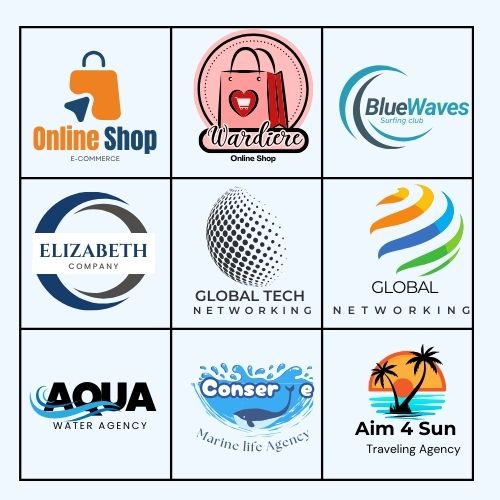 Online Shop
E-COMMERCE
Wardiere
Online Shop
BlueWaves
Surfing club
ELIZABETH
COMPANY
GLOBAL TECH
NETWORKING
GLOBAL
NETWORKING
AQUA
WATER AGENCY
Conserve
Marine life Agency
Aim 4 Sun
Traveling Agency